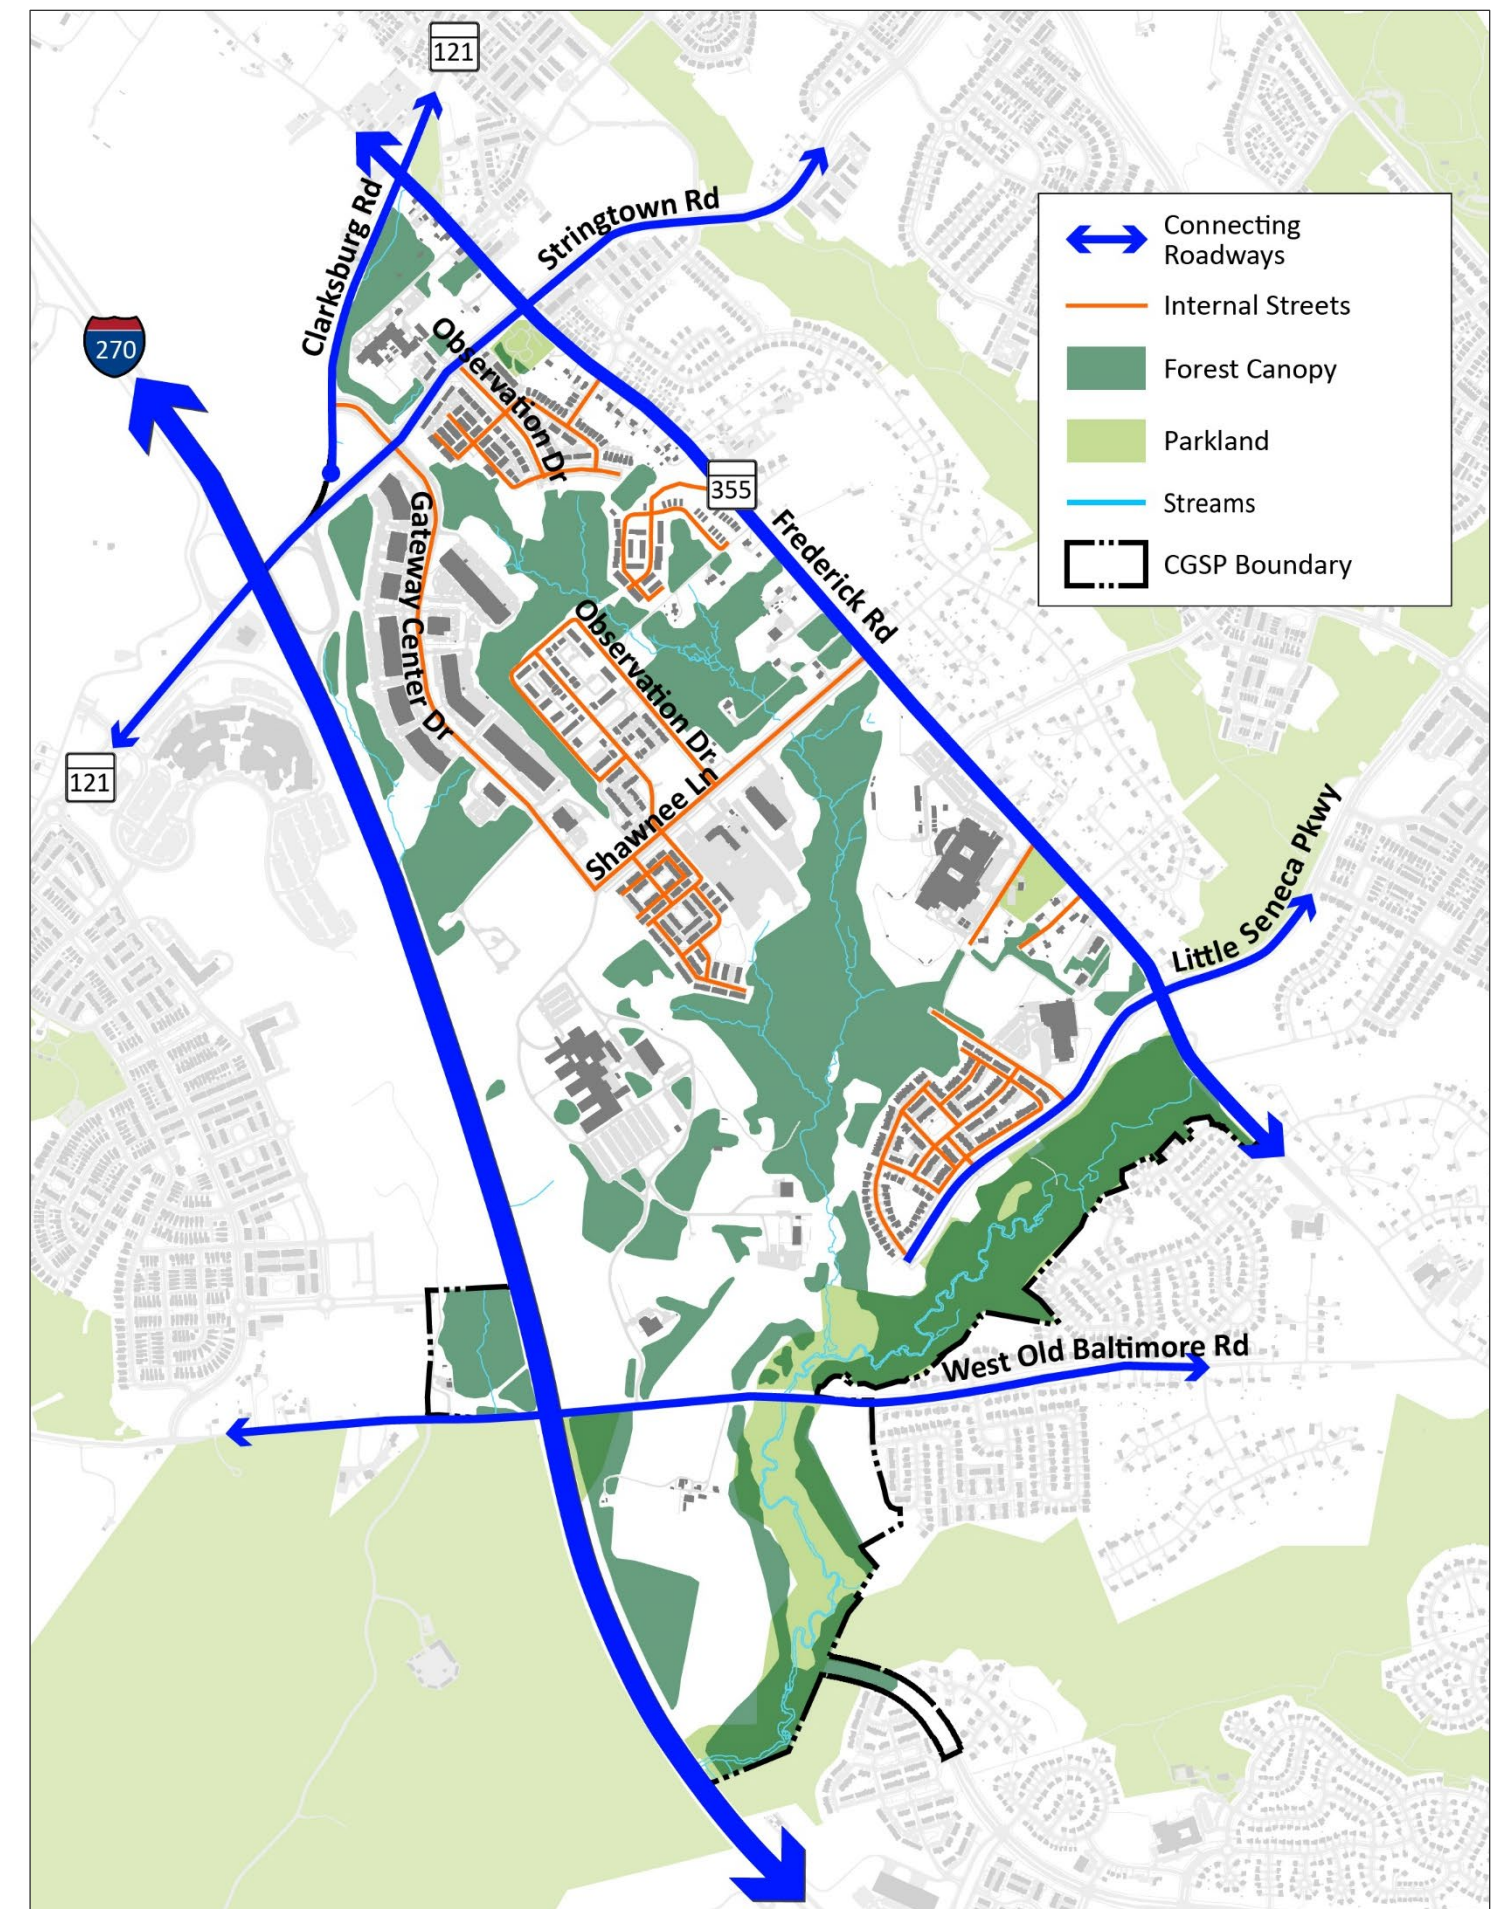 121
Clarksburg Rd
Stringtown Rd
Connecting
Roadways
Internal Streets
Forest Canopy
Parkland
Streams
CGSP Boundary
270
Observation Dr
355
Frederick Rd
Gateway Center Dr
Observation Dr
Shawnee Ln
121
Little Seneca Pkwy
West Old Baltimore Rd